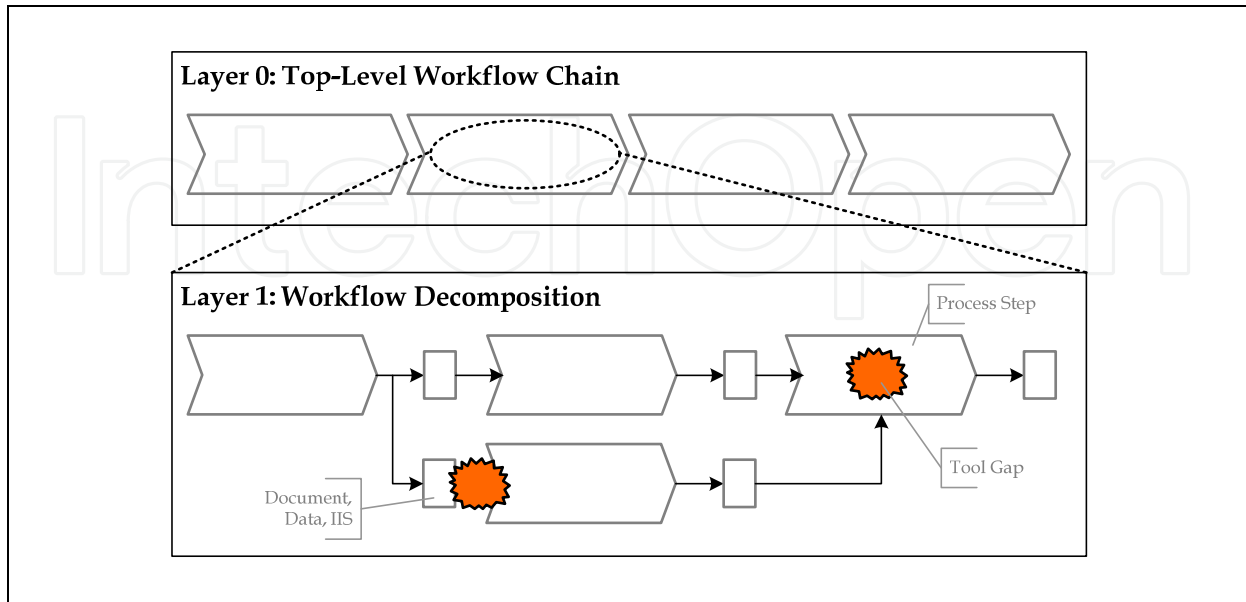 Layer 0: Top-Level Workflow Chain
IntechOpen
Layer 1: Workflow Decomposition
Process Step
Tool Gap
Document,
Data, IIS